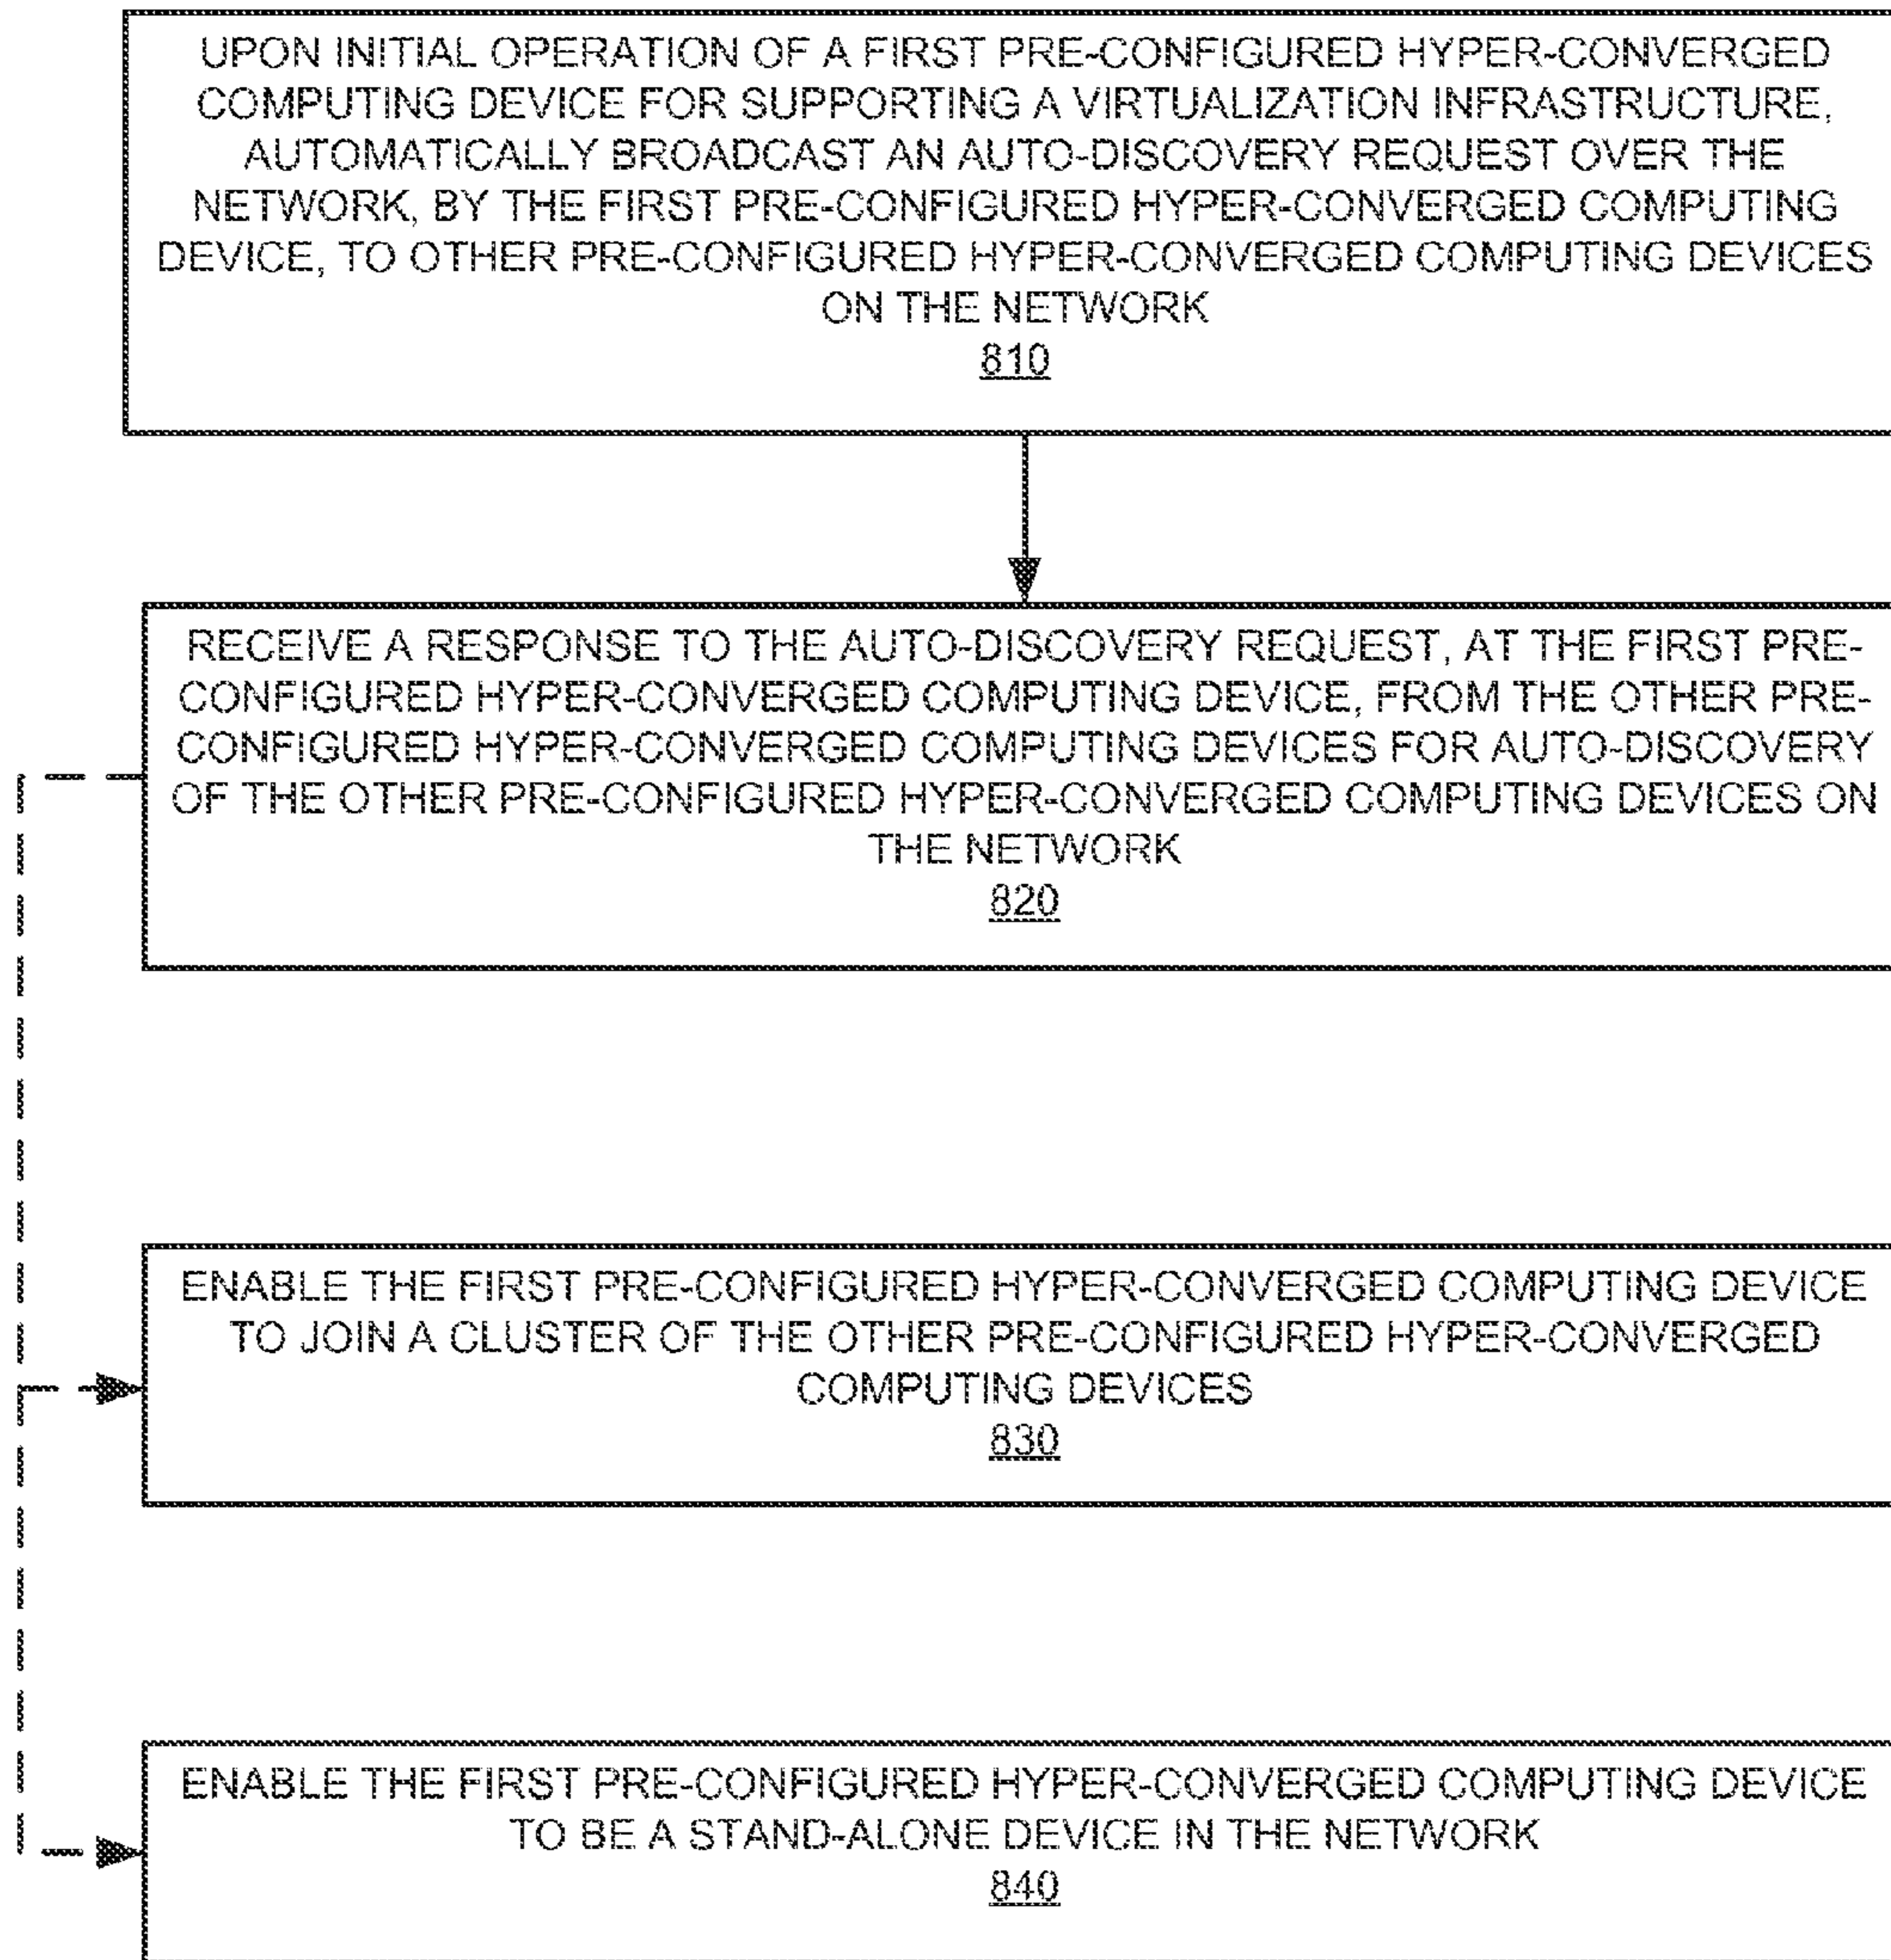 UPON INITIAL OPERATION OF A FIRST PRE-CONFIGURED HYPER-CONVERGED
COMPUTING DEVICE FOR SUPPORTING A VIRTUALIZATION INFRASTRUCTURE,
AUTOMATICALLY BROADCAST AN AUTO-DISCOVERY REQUEST OVER THE
NETWORK, BY THE FIRST PRE-CONFIGURED HYPER-CONVERGED COMPUTING
DEVICE, TO OTHER PRE-CONFIGURED HYPER-CONVERGED COMPUTING DEVICES
ON THE NETWORK
810
RECEIVE A RESPONSE TO THE AUTO-DISCOVERY REQUEST, AT THE FIRST PRE-
CONFIGURED HYPER-CONVERGED COMPUTING DEVICE, FROM THE OTHER PRE-
CONFIGURED HYPER-CONVERGED COMPUTING DEVICES FOR AUTO-DISCOVERY
OF THE OTHER PRE-CONFIGURED HYPER-CONVERGED COMPUTING DEVICES ON
THE NETWORK
820
ENABLE THE FIRST PRE-CONFIGURED HYPER-CONVERGED COMPUTING DEVICE
TO JOIN A CLUSTER OF THE OTHER PRE-CONFIGURED HYPER-CONVERGED
COMPUTING DEVICES
830
ENABLE THE FIRST PRE-CONFIGURED HYPER-CONVERGED COMPUTING DEVICE
TO BE A STAND-ALONE DEVICE IN THE NETWORK
840